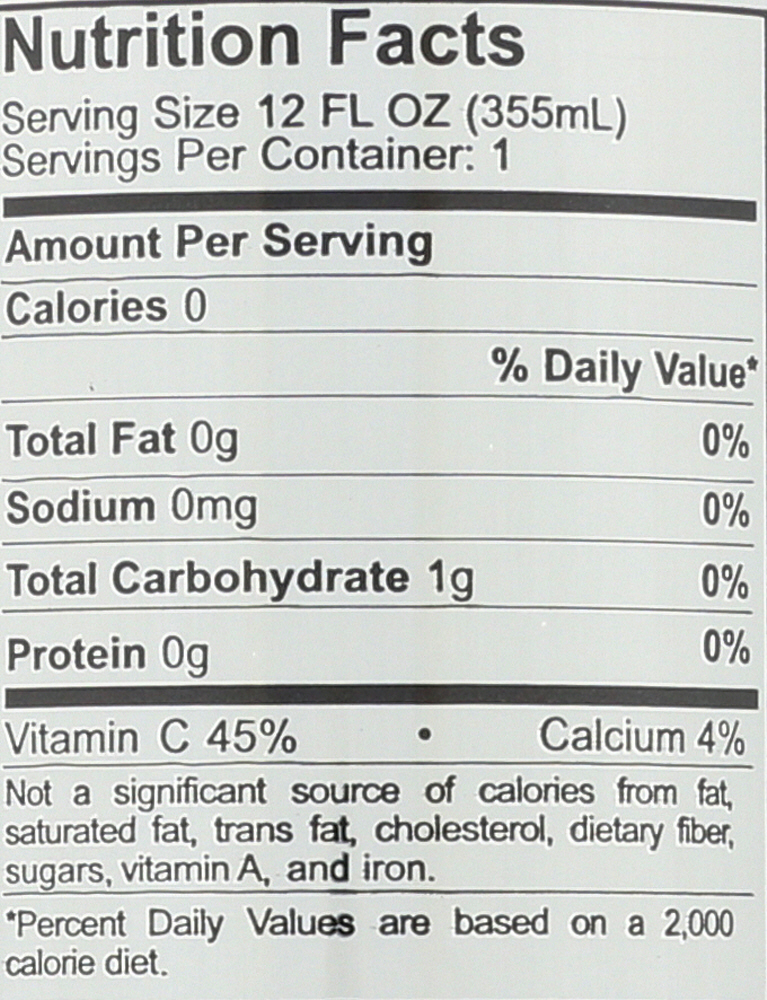 Nutrition Facts
Serving Size 12 FL OZ (355mL)
Servings Per Container: 1
Amount Per Serving
Calories 0
% Daily Value*
Total Fat 0g 0%
Sodium 0mg 0%
Total Carbohydrate 1g 0%
Protein 0g 0%
Vitamin C 45% • Calcium 4%
Not a significant source of calories from fat,
saturated fat, trans fat, cholesterol, dietary fiber,
sugars, vitamin A, and iron.
*Percent Daily Values are based on a 2,000
calorie diet.